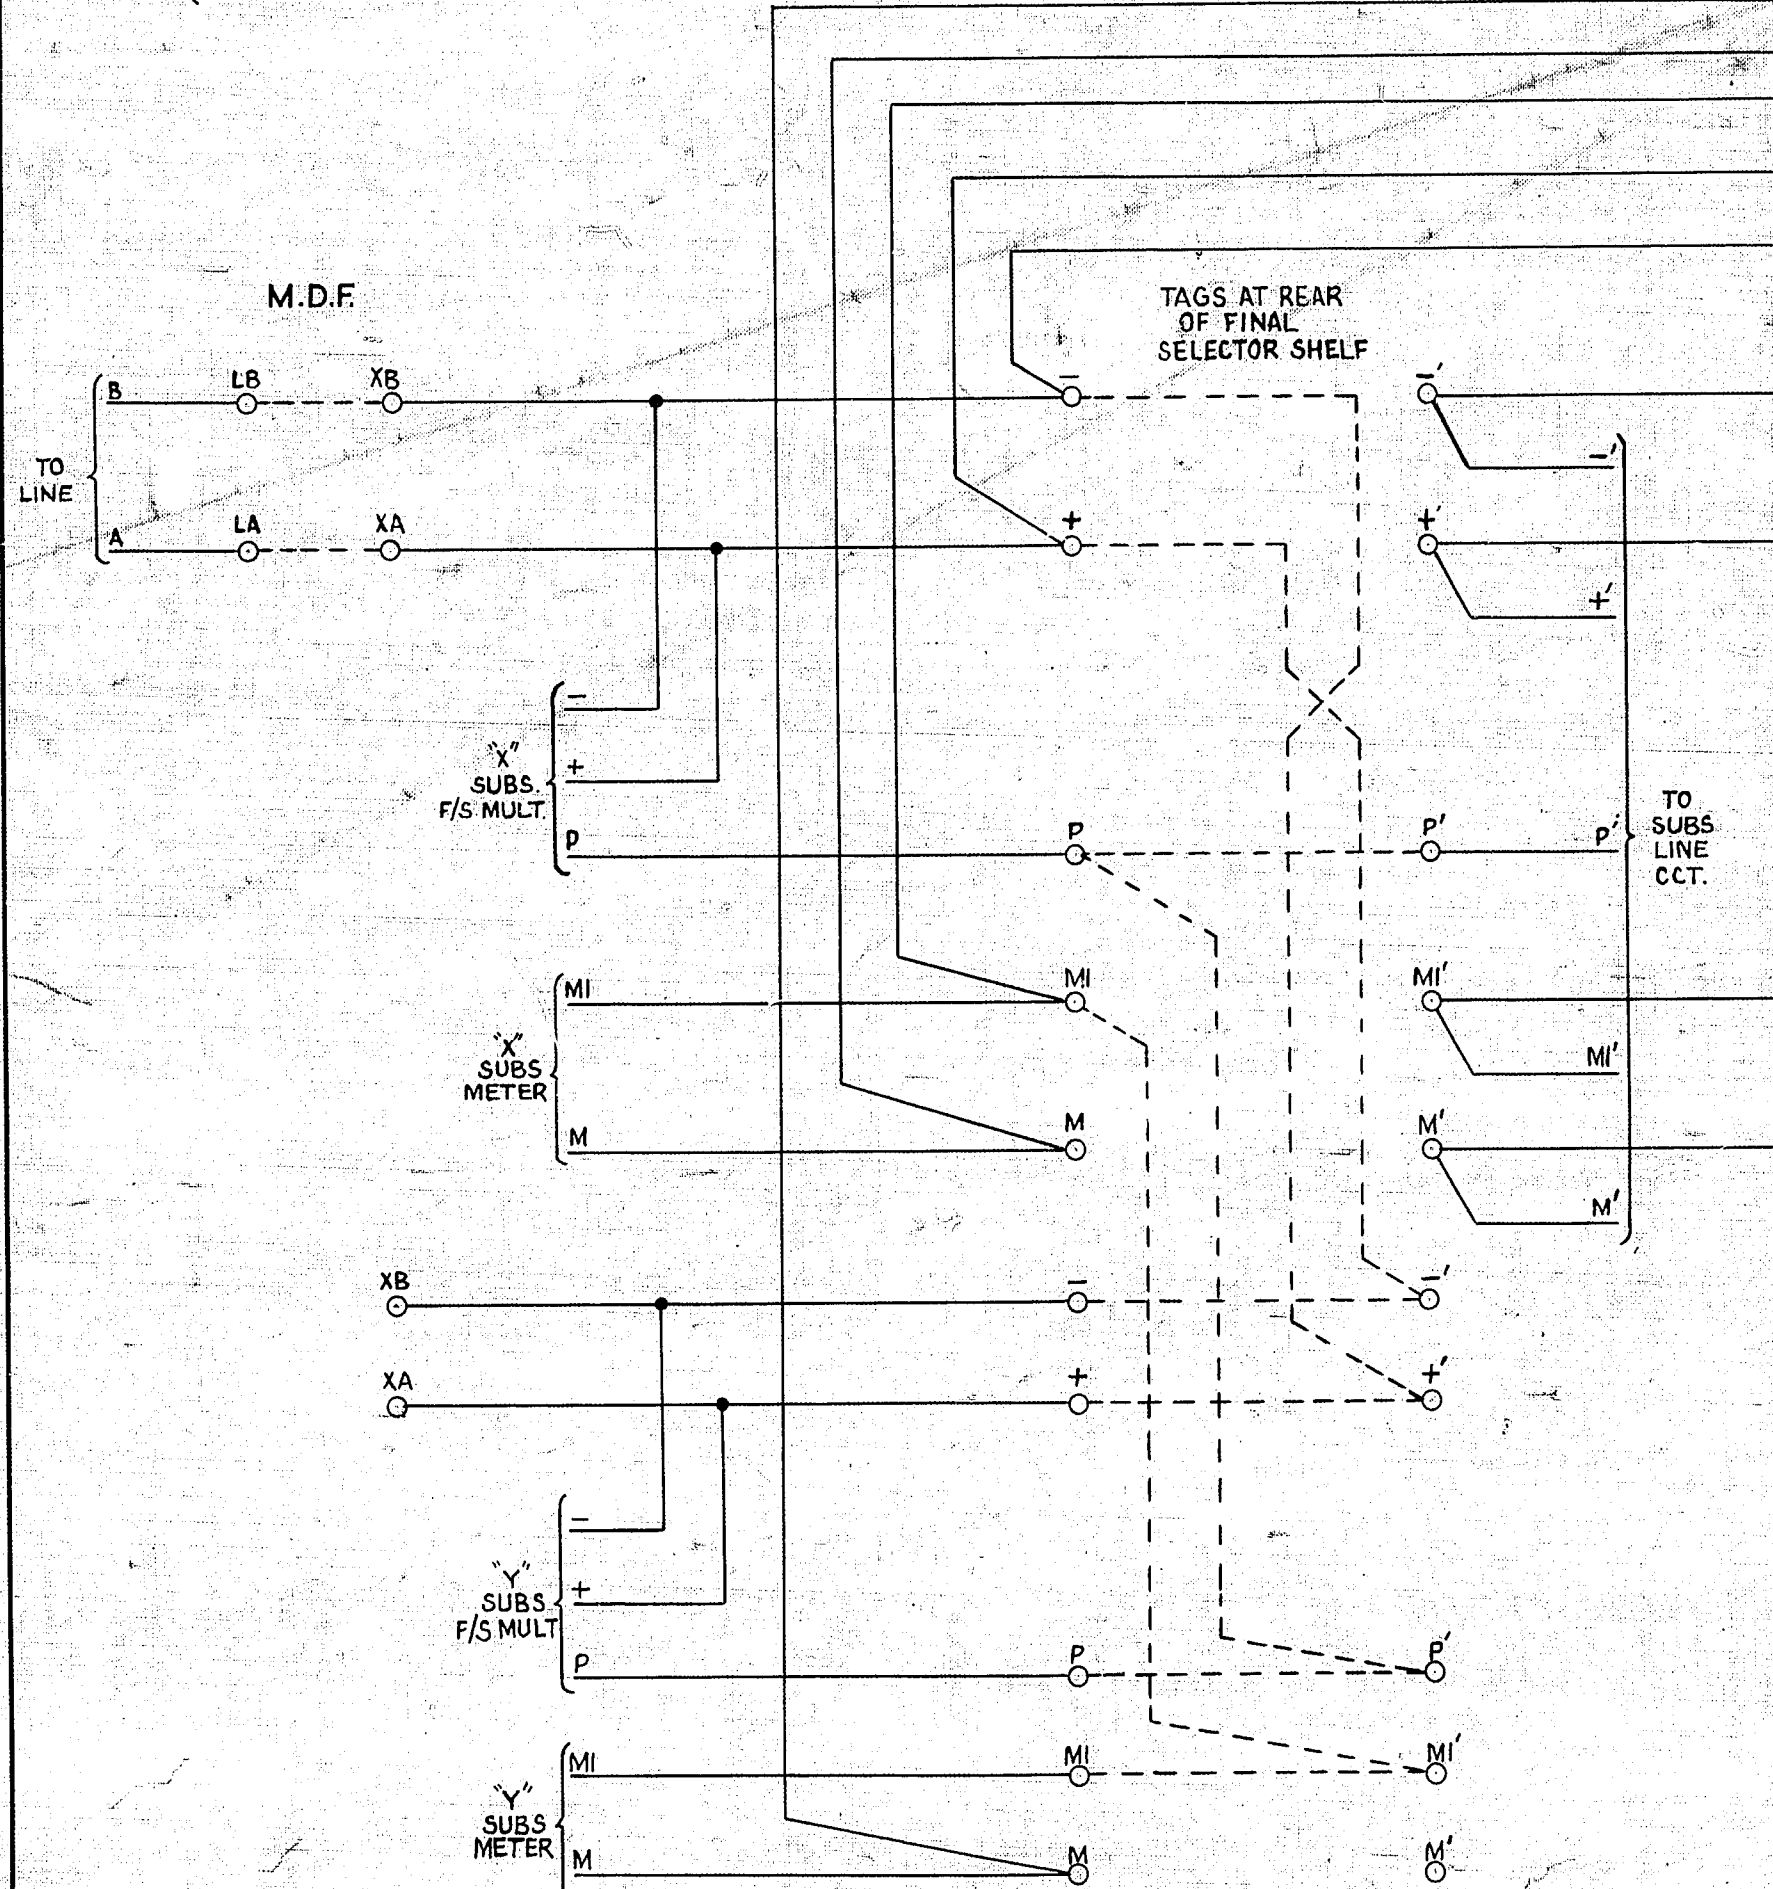 M.D.F.
TAGS AT REAR
OF FINAL
SELECTOR SHELF
TO
LINE
B
LB
XB
−
−′
−′
A
LA
XA
+
+′
+′
"X"
SUBS.
F/S MULT.
−
+
P
P
P′
P′
TO
SUBS
LINE
CCT.
"X"
SUBS
METER
MI
MI
MI′
MI′
M
M
M′
M′
XB
−
−′
XA
+
+′
"Y"
SUBS
F/S MULT
−
+
P
P
P′
"Y"
SUBS
METER
MI
MI
MI′
M
M
M′